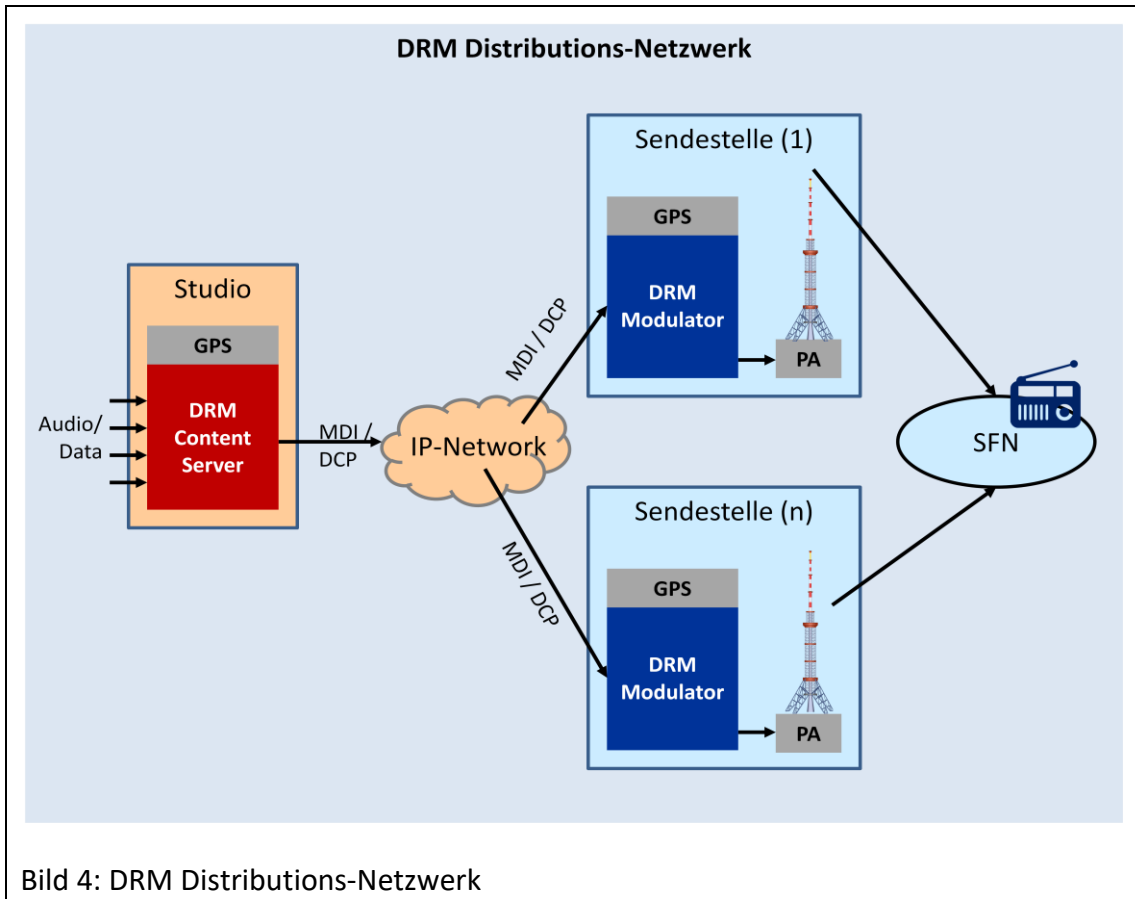 DRM Distributions-Netzwerk
Studio
GPS
DRM
Content
Server
Audio/
Data
MDI /
DCP
IP-Network
MDI / DCP
MDI / DCP
Sendestelle (1)
GPS
DRM
Modulator
PA
Sendestelle (n)
GPS
DRM
Modulator
PA
SFN
Bild 4: DRM Distributions-Netzwerk